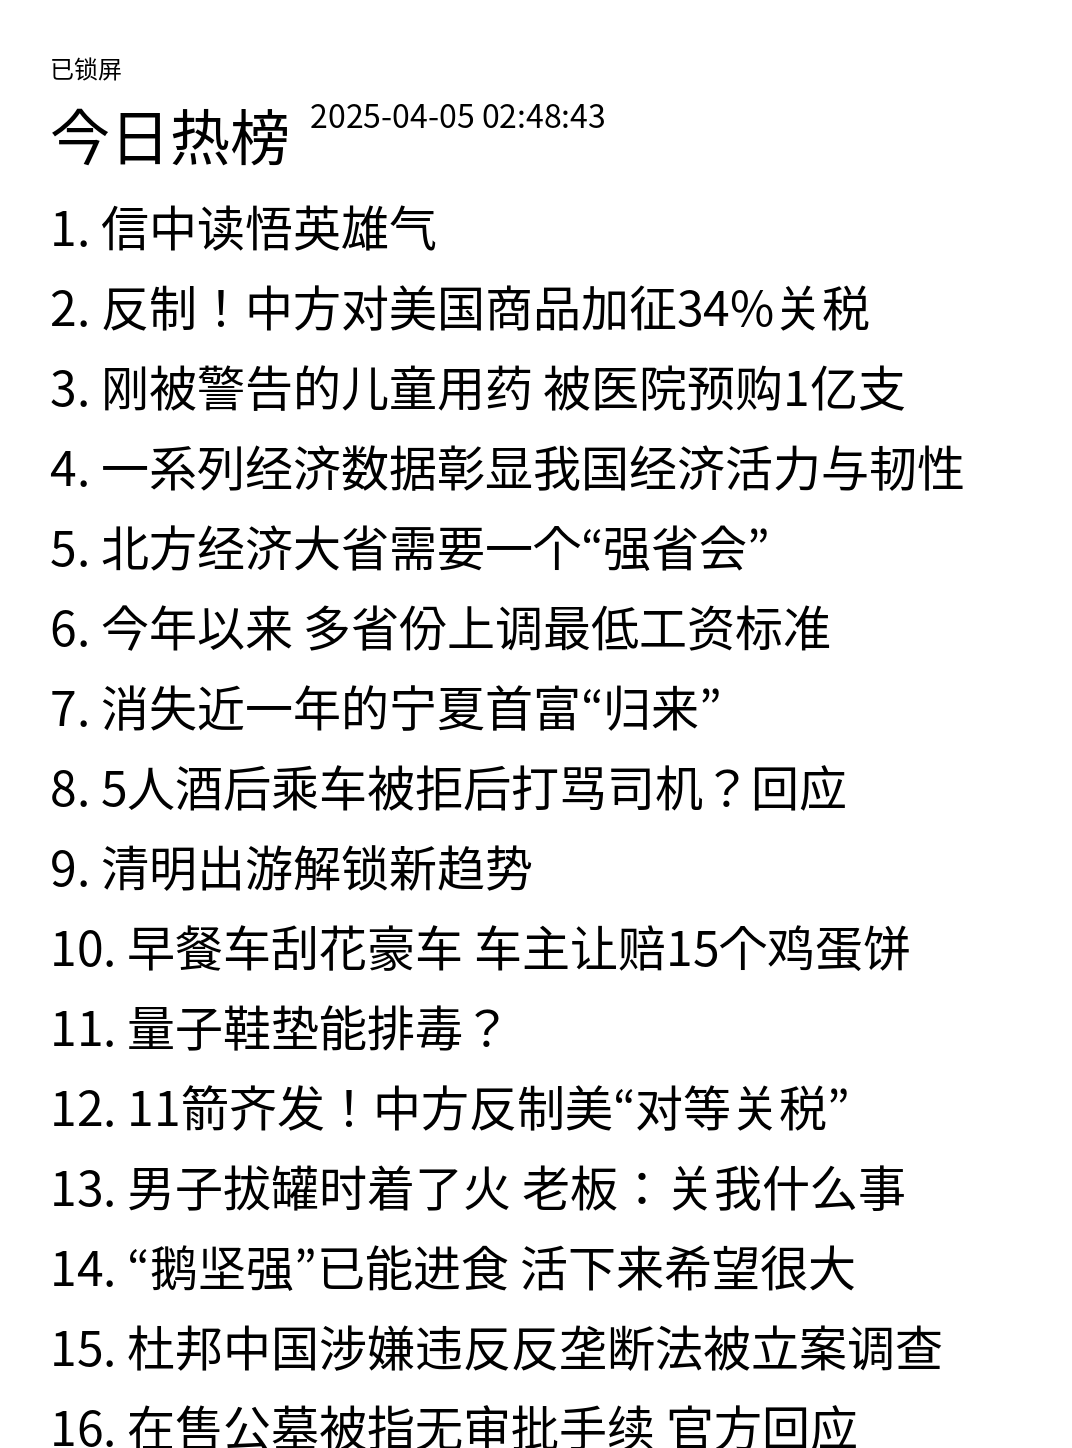 已锁屏
今日热榜 2025-04-05 02:48:43
1. 信中读悟英雄气
2. 反制！中方对美国商品加征34%关税
3. 刚被警告的儿童用药 被医院预购1亿支
4. 一系列经济数据彰显我国经济活力与韧性
5. 北方经济大省需要一个“强省会”
6. 今年以来 多省份上调最低工资标准
7. 消失近一年的宁夏首富“归来”
8. 5人酒后乘车被拒后打骂司机？回应
9. 清明出游解锁新趋势
10. 早餐车刮花豪车 车主让赔15个鸡蛋饼
11. 量子鞋垫能排毒？
12. 11箭齐发！中方反制美“对等关税”
13. 男子拔罐时着了火 老板：关我什么事
14. “鹅坚强”已能进食 活下来希望很大
15. 杜邦中国涉嫌违反反垄断法被立案调查
16. 在售公墓被指无审批手续 官方回应